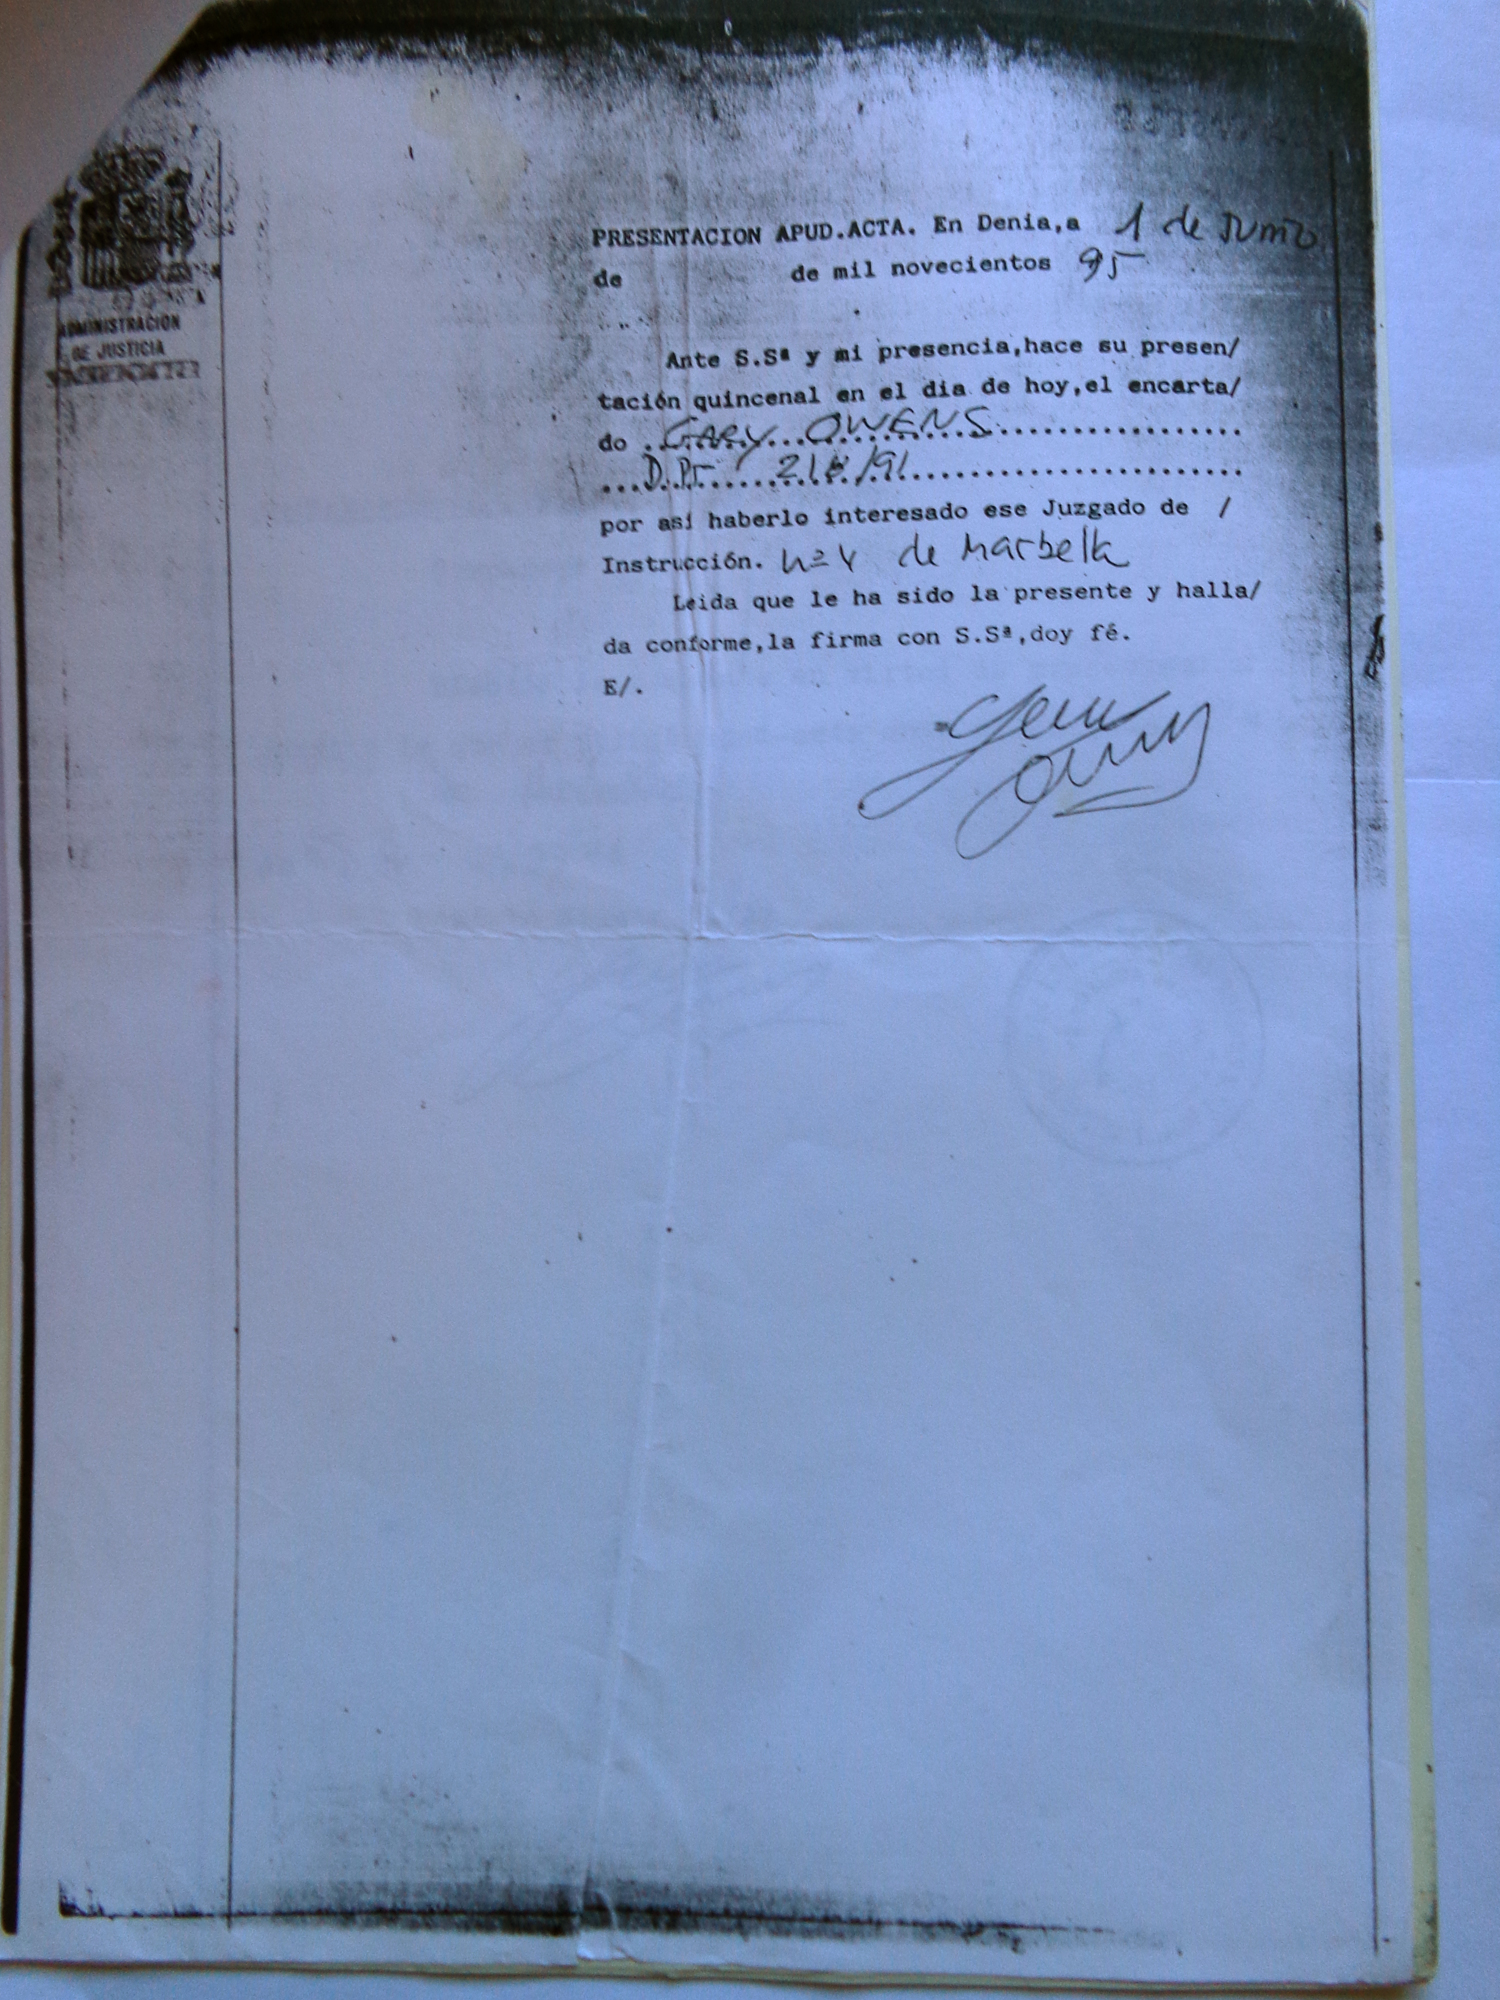 ADMINISTRACION
DE JUSTICIA
PRESENTACION APUD.ACTA. En Denia,a 1 de Junio
de de mil novecientos 95
Ante S.Sª y mi presencia,hace su presen/
tación quincenal en el dia de hoy,el encarta/
do ..GARY...OWENS...................
...D.P.......................
por así haberlo interesado ese Juzgado de /
Instrucción. nº 4 de Marbella
Leida que le ha sido la presente y halla/
da conforme,la firma con S.Sª,doy fé.
E/.